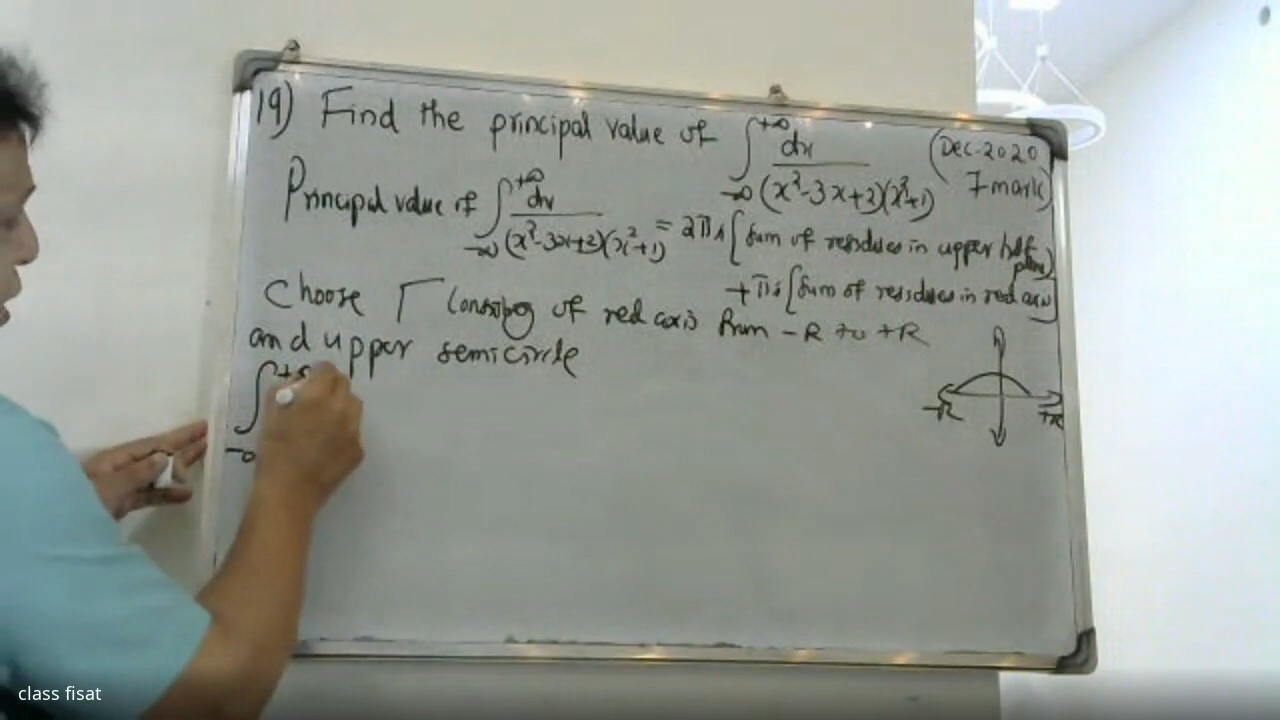 19) Find the principal value of ∫_{-∞}^{+∞} dx/((x²-3x+2)(x²+1)) (Dec-2020 7 mark)
Principal value of ∫_{-∞}^{+∞} dx/((x²-3x+2)(x²+1)) = 2πi [sum of residues in upper half plane]
+ πi [sum of residues in real axis]
Choose Γ consisting of real axis from -R to +R
and upper semicircle
-R +R
∫
class fisat